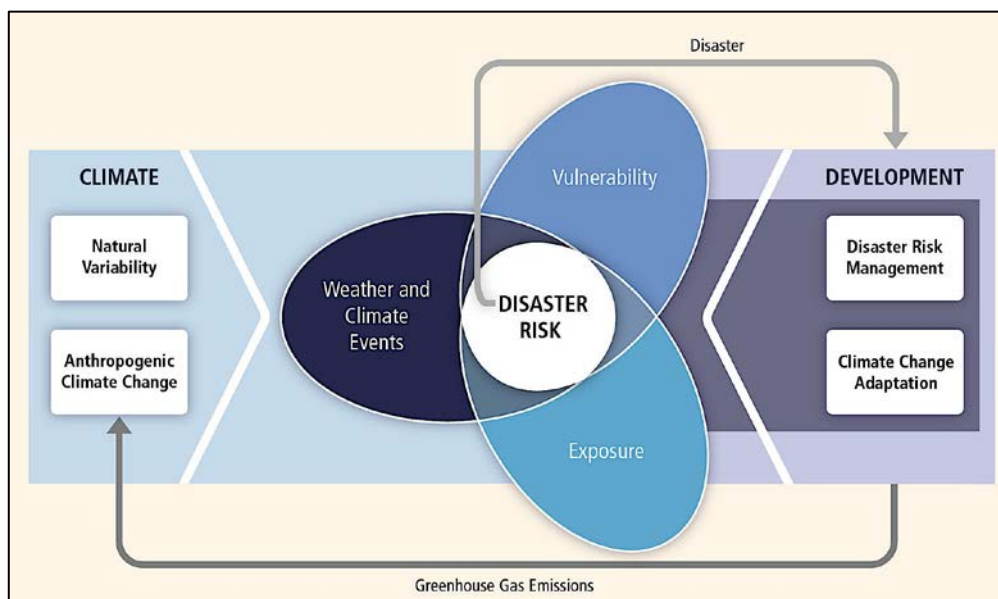 Disaster
CLIMATE
Natural
Variability
Anthropogenic
Climate Change
Weather and
Climate
Events
Vulnerability
DISASTER
RISK
Exposure
DEVELOPMENT
Disaster Risk
Management
Climate Change
Adaptation
Greenhouse Gas Emissions